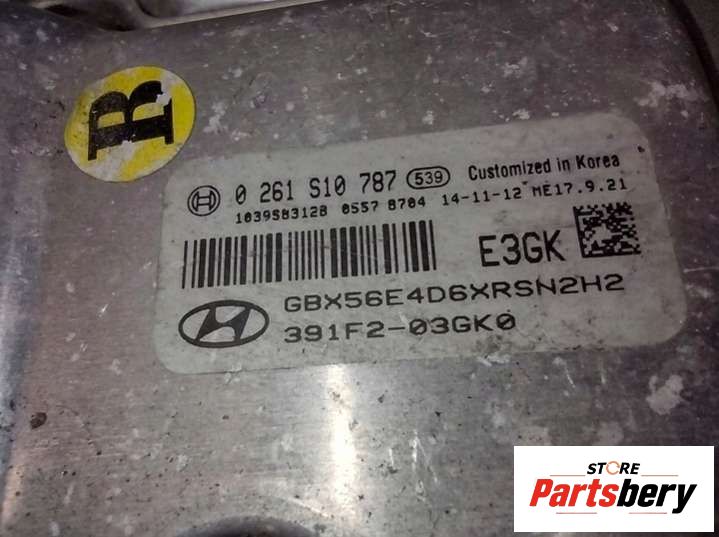 B
0 261 S10 787 539 Customized in Korea
1039S83128 0557 8704 14-11-12 ME17.9.21
E3GK
GBX56E4D6XRSN2H2
391F2-03GK0
STORE
Partsbery